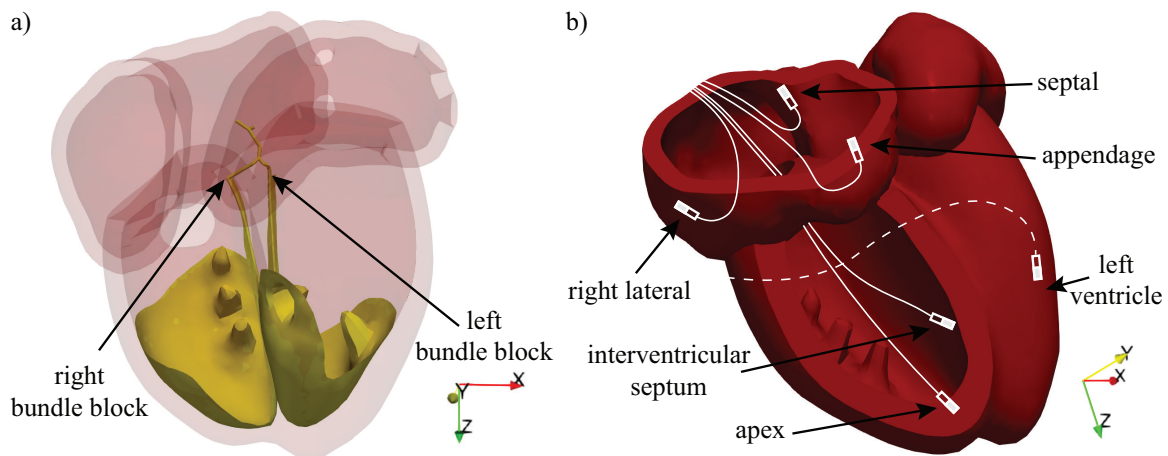 a)
right
bundle block
left
bundle block
X
Y
Z
b)
septal
appendage
right lateral
left
ventricle
interventricular
septum
apex
Y
X
Z